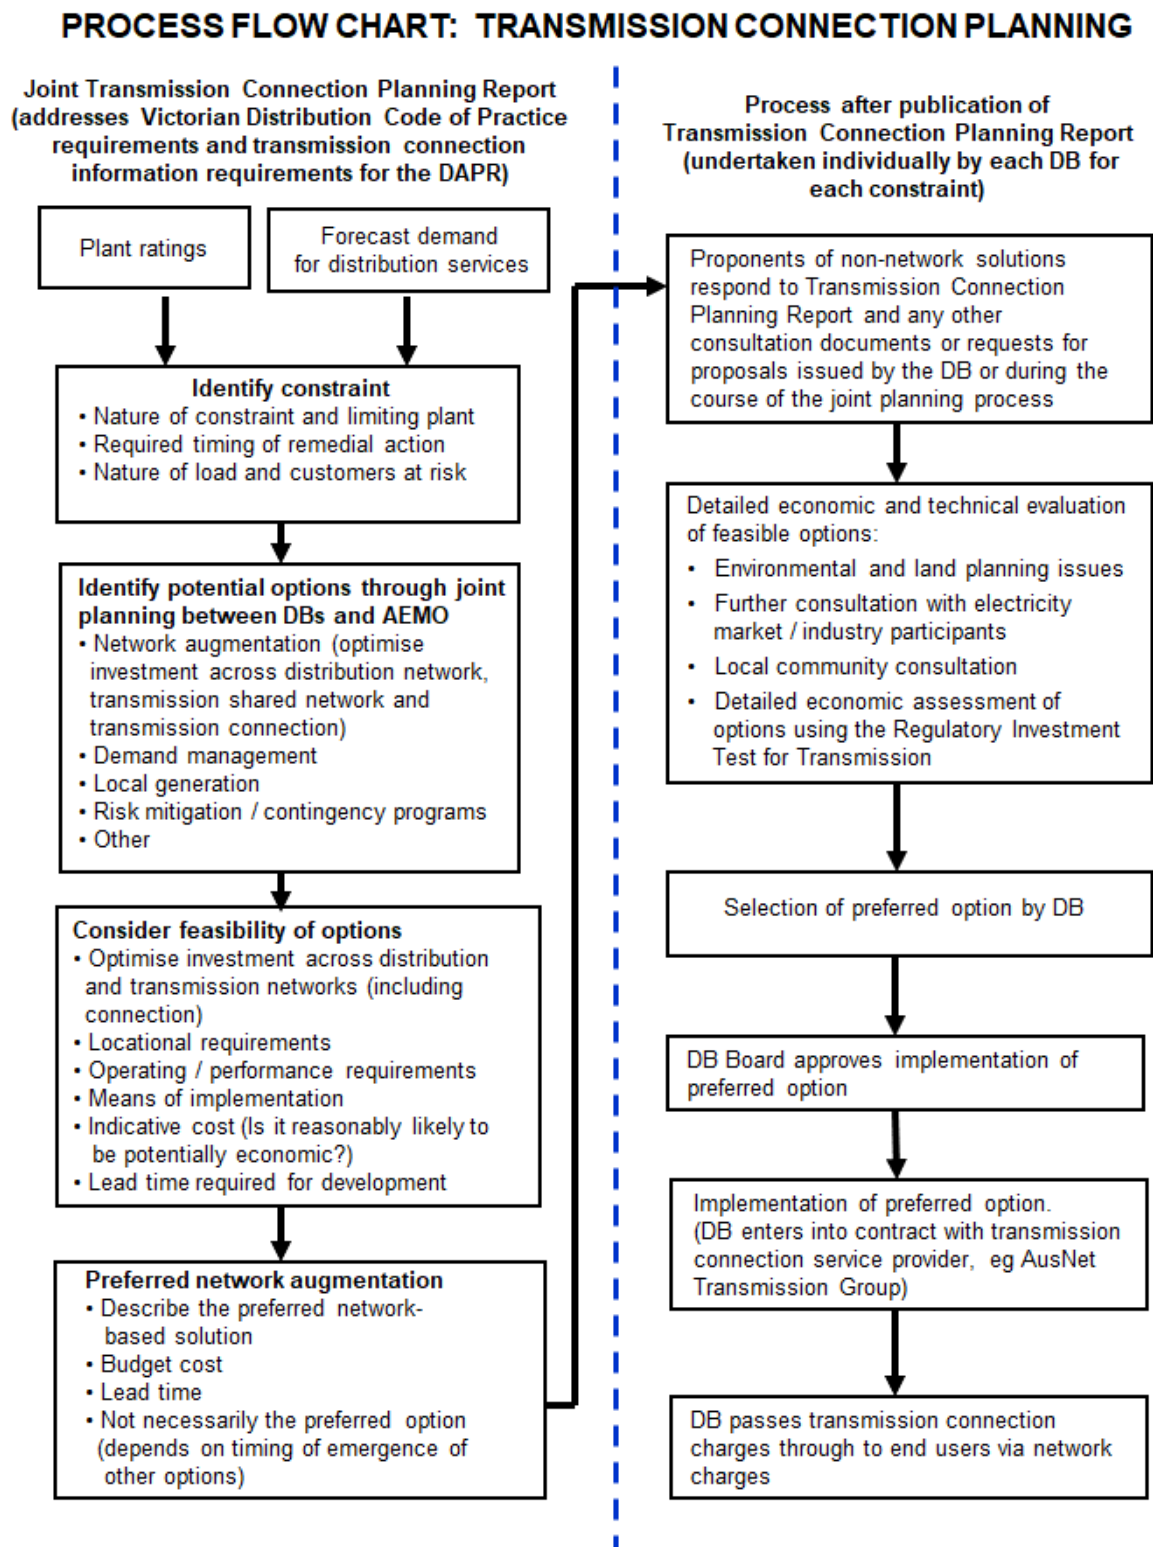 PROCESS FLOW CHART: TRANSMISSION CONNECTION PLANNING
Joint Transmission Connection Planning Report
(addresses Victorian Distribution Code of Practice
requirements and transmission connection
information requirements for the DAPR)
Plant ratings
Forecast demand
for distribution services
Identify constraint
• Nature of constraint and limiting plant
• Required timing of remedial action
• Nature of load and customers at risk
Identify potential options through joint
planning between DBs and AEMO
• Network augmentation (optimise
investment across distribution network,
transmission shared network and
transmission connection)
• Demand management
• Local generation
• Risk mitigation / contingency programs
• Other
Consider feasibility of options
• Optimise investment across distribution
and transmission networks (including
connection)
• Locational requirements
• Operating / performance requirements
• Means of implementation
• Indicative cost (Is it reasonably likely to
be potentially economic?)
• Lead time required for development
Preferred network augmentation
• Describe the preferred network-
based solution
• Budget cost
• Lead time
• Not necessarily the preferred option
(depends on timing of emergence of
other options)
Process after publication of
Transmission Connection Planning Report
(undertaken individually by each DB for
each constraint)
Proponents of non-network solutions
respond to Transmission Connection
Planning Report and any other
consultation documents or requests for
proposals issued by the DB or during the
course of the joint planning process
Detailed economic and technical evaluation
of feasible options:
• Environmental and land planning issues
• Further consultation with electricity
market / industry participants
• Local community consultation
• Detailed economic assessment of
options using the Regulatory Investment
Test for Transmission
Selection of preferred option by DB
DB Board approves implementation of
preferred option
Implementation of preferred option.
(DB enters into contract with transmission
connection service provider, eg AusNet
Transmission Group)
DB passes transmission connection
charges through to end users via network
charges